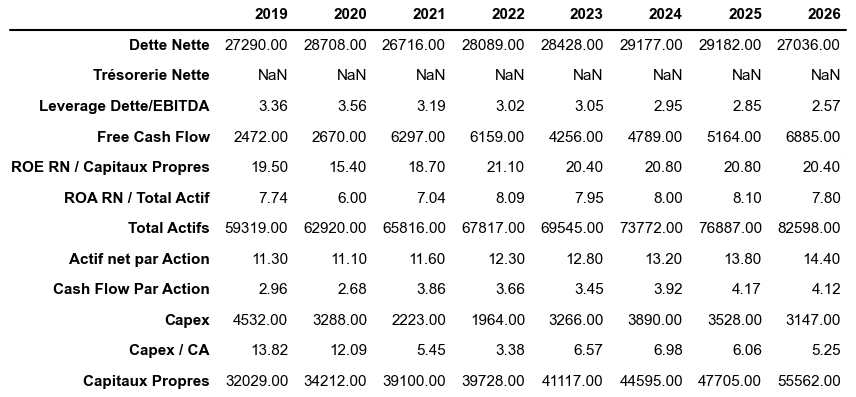 2019 2020 2021 2022 2023 2024 2025 2026
Dette Nette 27290.00 28708.00 26716.00 28089.00 28428.00 29177.00 29182.00 27036.00
Trésorerie Nette NaN NaN NaN NaN NaN NaN NaN NaN
Leverage Dette/EBITDA 3.36 3.56 3.19 3.02 3.05 2.95 2.85 2.57
Free Cash Flow 2472.00 2670.00 6297.00 6159.00 4256.00 4789.00 5164.00 6885.00
ROE RN / Capitaux Propres 19.50 15.40 18.70 21.10 20.40 20.80 20.80 20.40
ROA RN / Total Actif 7.74 6.00 7.04 8.09 7.95 8.00 8.10 7.80
Total Actifs 59319.00 62920.00 65816.00 67817.00 69545.00 73772.00 76887.00 82598.00
Actif net par Action 11.30 11.10 11.60 12.30 12.80 13.20 13.80 14.40
Cash Flow Par Action 2.96 2.68 3.86 3.66 3.45 3.92 4.17 4.12
Capex 4532.00 3288.00 2223.00 1964.00 3266.00 3890.00 3528.00 3147.00
Capex / CA 13.82 12.09 5.45 3.38 6.57 6.98 6.06 5.25
Capitaux Propres 32029.00 34212.00 39100.00 39728.00 41117.00 44595.00 47705.00 55562.00